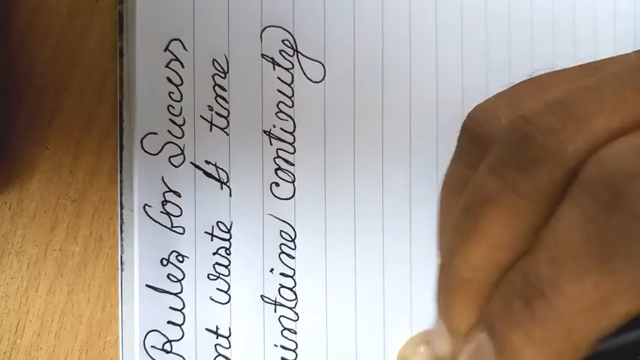 Rules for Success
nt waste time
intaine continuity